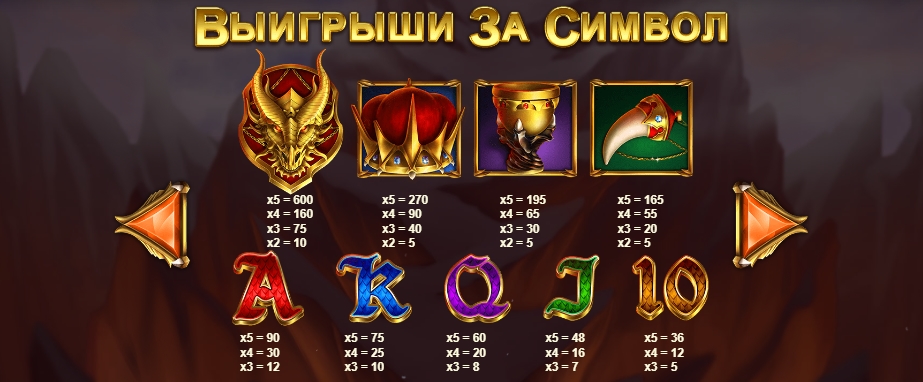 Выигрыши За Символ
x5 = 600
x4 = 160
x3 = 75
x2 = 10
x5 = 270
x4 = 90
x3 = 40
x2 = 5
x5 = 195
x4 = 65
x3 = 30
x2 = 5
x5 = 165
x4 = 55
x3 = 20
x2 = 5
A K Q J 10
x5 = 90
x4 = 30
x3 = 12
x5 = 75
x4 = 25
x3 = 10
x5 = 60
x4 = 20
x3 = 8
x5 = 48
x4 = 16
x3 = 7
x5 = 36
x4 = 12
x3 = 5